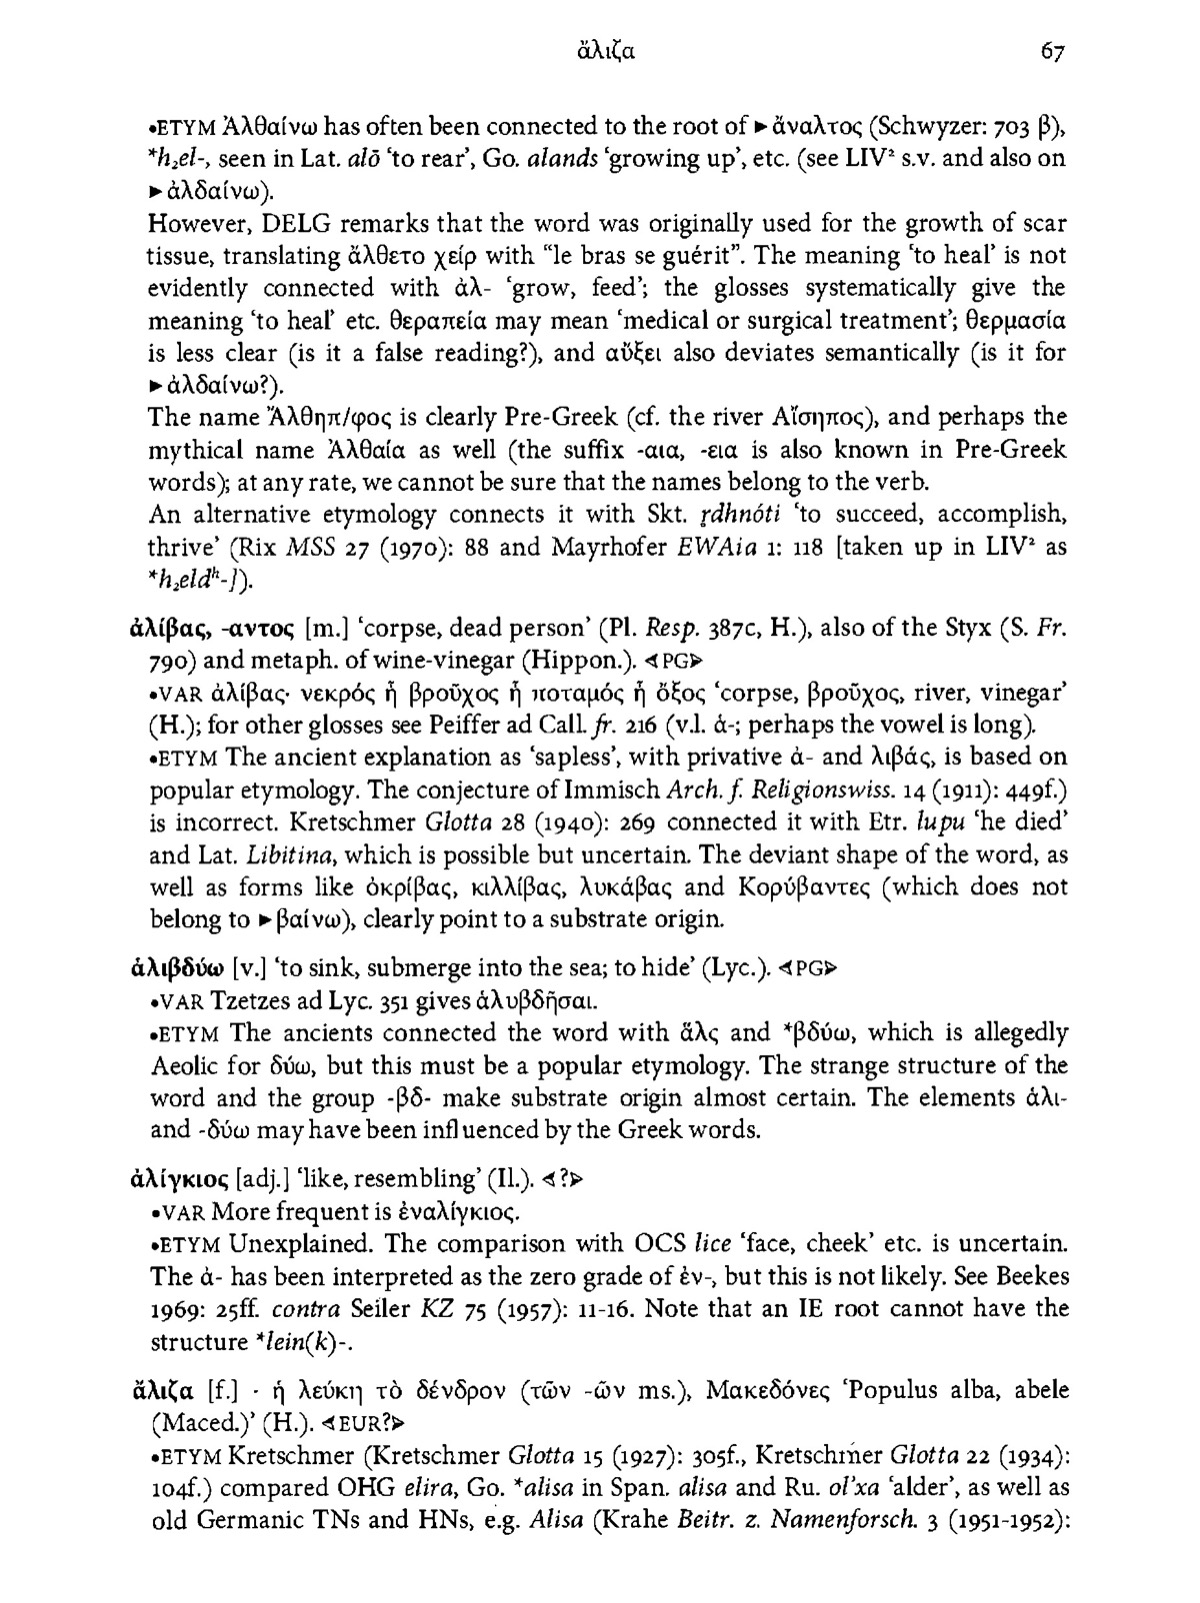 ἄλιζα 67
•ETYM Ἀλθαίνω has often been connected to the root of ►ἄναλτος (Schwyzer: 703 β),
*h₂el-, seen in Lat. alō ‘to rear’, Go. alands ‘growing up’, etc. (see LIV² s.v. and also on
►ἀλδαίνω).
However, DELG remarks that the word was originally used for the growth of scar
tissue, translating ἄλθετο χείρ with “le bras se guérit”. The meaning ‘to heal’ is not
evidently connected with ἀλ- ‘grow, feed’; the glosses systematically give the
meaning ‘to heal’ etc. θεραπεία may mean ‘medical or surgical treatment’; θερμασία
is less clear (is it a false reading?), and αὔξει also deviates semantically (is it for
►ἀλδαίνω?).
The name Ἄλθηπ/φος is clearly Pre-Greek (cf. the river Αἴσηπος), and perhaps the
mythical name Ἀλθαία as well (the suffix -αια, -εια is also known in Pre-Greek
words); at any rate, we cannot be sure that the names belong to the verb.
An alternative etymology connects it with Skt. r̥dhnóti ‘to succeed, accomplish,
thrive’ (Rix MSS 27 (1970): 88 and Mayrhofer EWAia 1: 118 [taken up in LIV² as
*h₂eldʰ-]).
ἀλίβας, -αντος [m.] ‘corpse, dead person’ (Pl. Resp. 387c, H.), also of the Styx (S. Fr.
790) and metaph. of wine-vinegar (Hippon.). ⋖PG⋗
•VAR ἀλίβας· νεκρός ἢ βροῦχος ἢ ποταμός ἢ ὄξος ‘corpse, βροῦχος, river, vinegar’
(H.); for other glosses see Peiffer ad Call. fr. 216 (v.l. ἁ-; perhaps the vowel is long).
•ETYM The ancient explanation as ‘sapless’, with privative ἀ- and λιβάς, is based on
popular etymology. The conjecture of Immisch Arch. f. Religionswiss. 14 (1911): 449f.)
is incorrect. Kretschmer Glotta 28 (1940): 269 connected it with Etr. lupu ‘he died’
and Lat. Libitina, which is possible but uncertain. The deviant shape of the word, as
well as forms like ὀκρίβας, κιλλίβας, λυκάβας and Κορύβαντες (which does not
belong to ►βαίνω), clearly point to a substrate origin.
ἁλιβδύω [v.] ‘to sink, submerge into the sea; to hide’ (Lyc.). ⋖PG⋗
•VAR Tzetzes ad Lyc. 351 gives ἁλυβδῆσαι.
•ETYM The ancients connected the word with ἅλς and *βδύω, which is allegedly
Aeolic for δύω, but this must be a popular etymology. The strange structure of the
word and the group -βδ- make substrate origin almost certain. The elements ἁλι-
and -δύω may have been influenced by the Greek words.
ἀλίγκιος [adj.] ‘like, resembling’ (Il.). ⋖?⋗
•VAR More frequent is ἐναλίγκιος.
•ETYM Unexplained. The comparison with OCS lice ‘face, cheek’ etc. is uncertain.
The ἀ- has been interpreted as the zero grade of ἐν-, but this is not likely. See Beekes
1969: 25ff. contra Seiler KZ 75 (1957): 11-16. Note that an IE root cannot have the
structure *lein(k)-.
ἄλιζα [f.] · ἡ λεύκη τὸ δένδρον (τῶν -ῶν ms.), Μακεδόνες ‘Populus alba, abele
(Maced.)’ (H.). ⋖EUR?⋗
•ETYM Kretschmer (Kretschmer Glotta 15 (1927): 305f., Kretschmer Glotta 22 (1934):
104f.) compared OHG elira, Go. *alisa in Span. alisa and Ru. ol’xa ‘alder’, as well as
old Germanic TNs and HNs, e.g. Alisa (Krahe Beitr. z. Namenforsch. 3 (1951-1952):